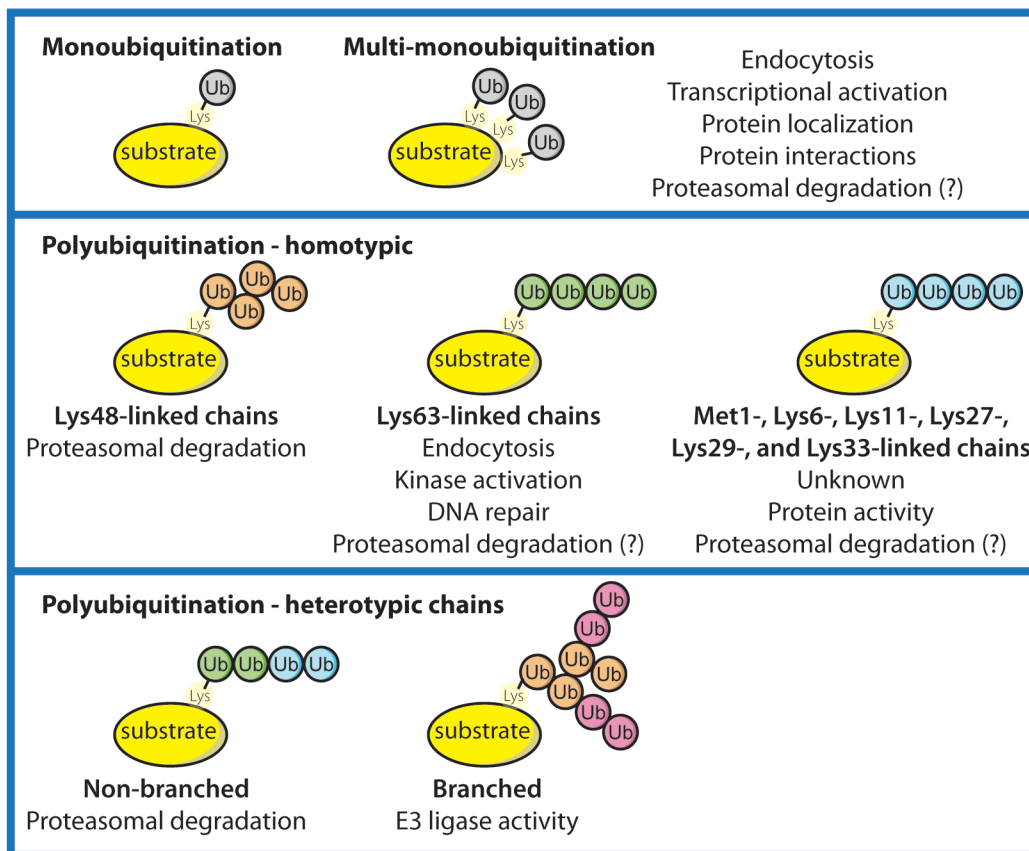 Monoubiquitination
Ub
Lys
substrate
Multi-monoubiquitination
Ub
Ub
Ub
Lys
Lys
Lys
substrate
Endocytosis
Transcriptional activation
Protein localization
Protein interactions
Proteasomal degradation (?)
Polyubiquitination - homotypic
Ub Ub Ub Ub
Lys
substrate
Lys48-linked chains
Proteasomal degradation
Ub Ub Ub Ub
Lys
substrate
Lys63-linked chains
Endocytosis
Kinase activation
DNA repair
Proteasomal degradation (?)
Ub Ub Ub Ub
Lys
substrate
Met1-, Lys6-, Lys11-, Lys27-,
Lys29-, and Lys33-linked chains
Unknown
Protein activity
Proteasomal degradation (?)
Polyubiquitination - heterotypic chains
Ub Ub Ub Ub
Lys
substrate
Non-branched
Proteasomal degradation
Ub
Ub
Ub
Ub Ub
Ub
Ub
Ub
Lys
substrate
Branched
E3 ligase activity